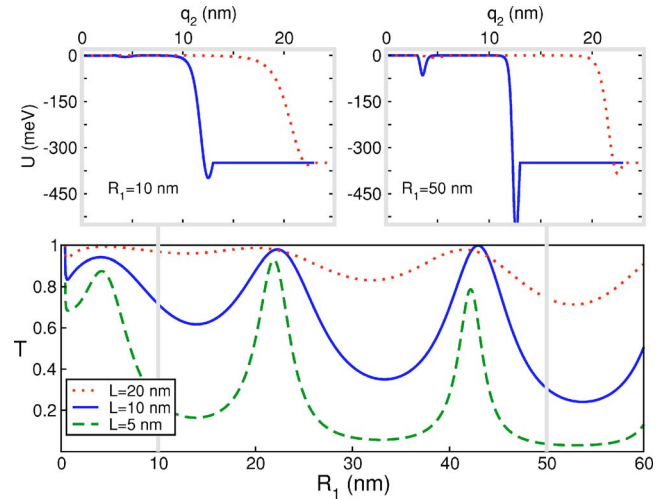 q2 (nm)
q2 (nm)
0 10 20
0 10 20
0
-150
-300
-450
U (meV)
R1=10 nm
0
-150
-300
-450
R1=50 nm
1
0.8
0.6
0.4
0.2
T
L=20 nm
L=10 nm
L=5 nm
0 10 20 30 40 50 60
R1 (nm)